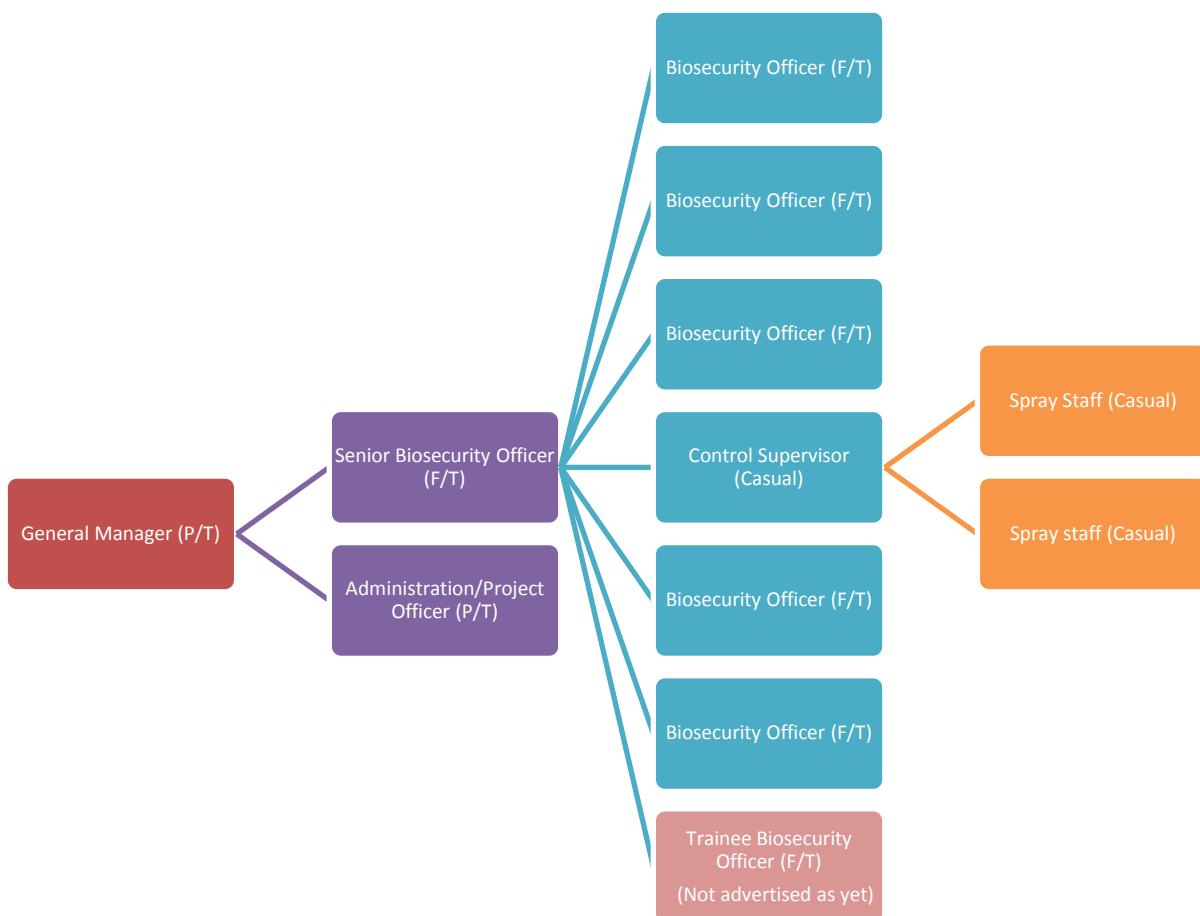 General Manager (P/T)
Senior Biosecurity Officer
(F/T)
Administration/Project
Officer (P/T)
Biosecurity Officer (F/T)
Biosecurity Officer (F/T)
Biosecurity Officer (F/T)
Control Supervisor
(Casual)
Biosecurity Officer (F/T)
Biosecurity Officer (F/T)
Trainee Biosecurity
Officer (F/T)
(Not advertised as yet)
Spray Staff (Casual)
Spray staff (Casual)